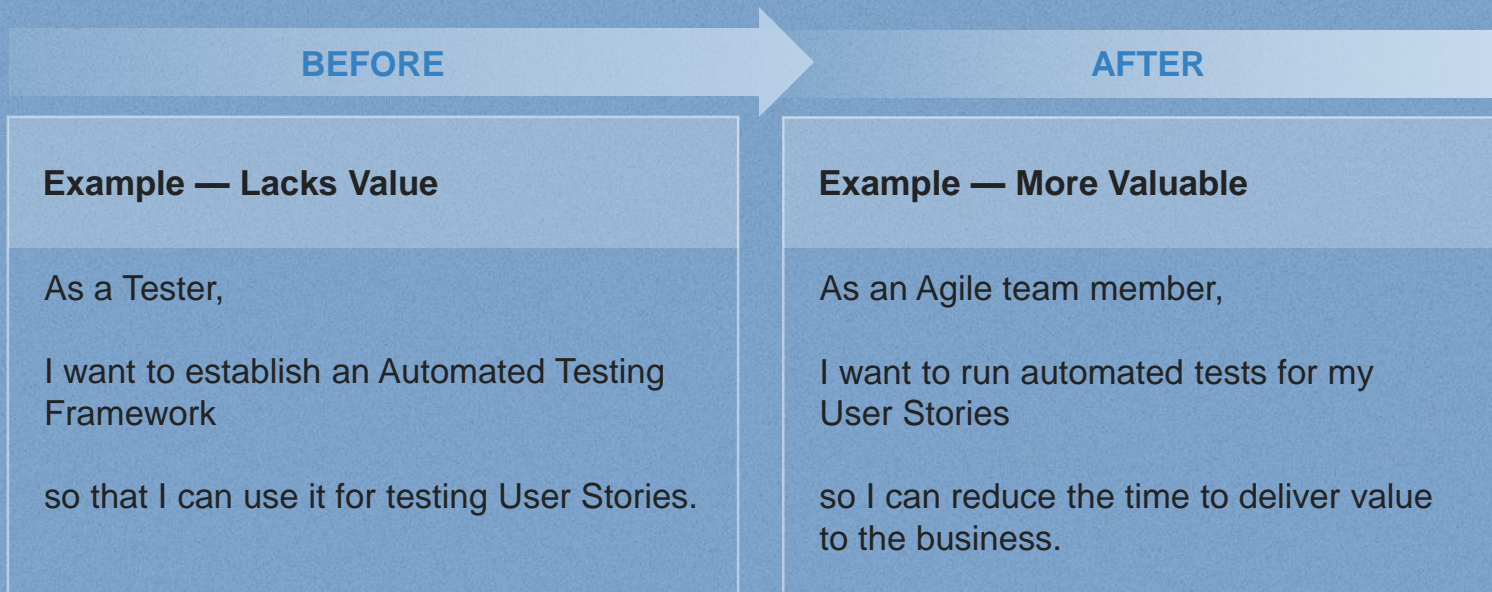 BEFORE
AFTER
Example — Lacks Value
As a Tester,
I want to establish an Automated Testing
Framework
so that I can use it for testing User Stories.
Example — More Valuable
As an Agile team member,
I want to run automated tests for my
User Stories
so I can reduce the time to deliver value
to the business.